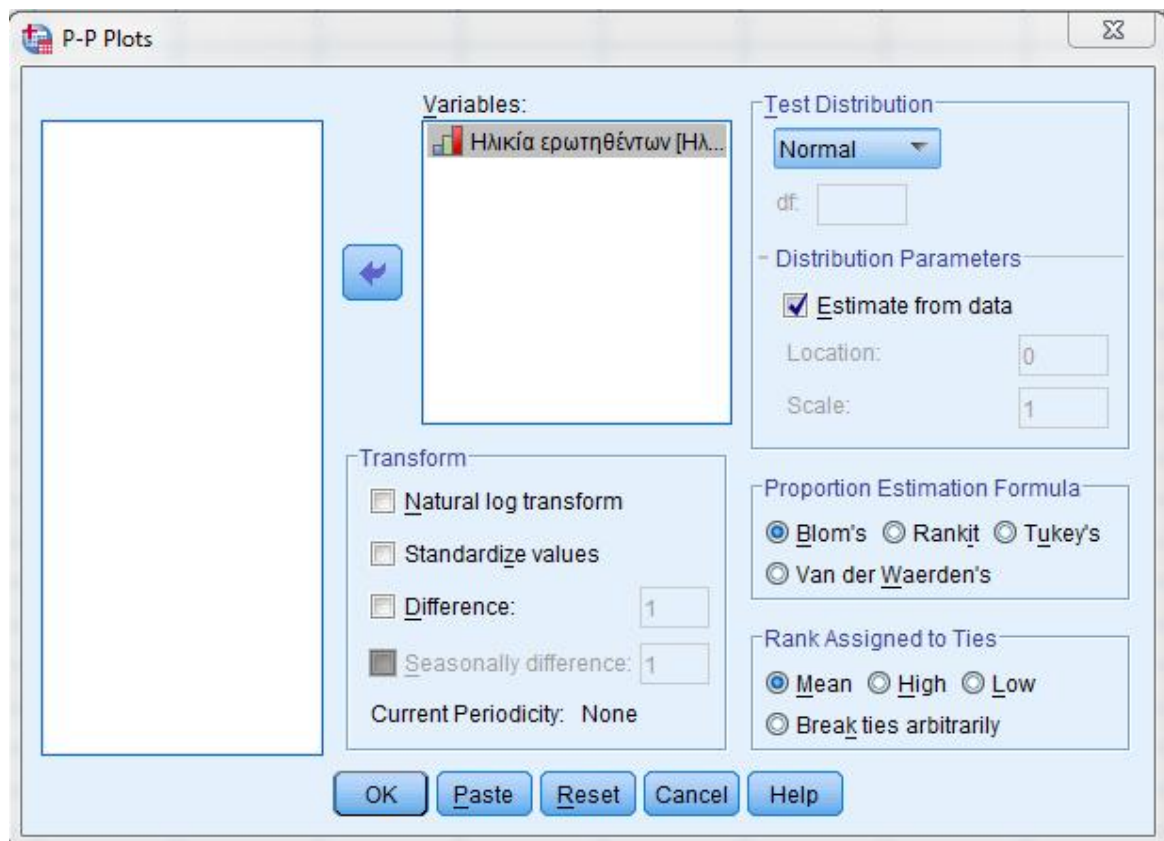 P-P Plots
Variables:
Ηλικία ερωτηθέντων [Ηλ...
Test Distribution
Normal
df:
Distribution Parameters
Estimate from data
Location: 0
Scale: 1
Transform
Natural log transform
Standardize values
Difference: 1
Seasonally difference: 1
Current Periodicity: None
Proportion Estimation Formula
Blom's Rankit Tukey's
Van der Waerden's
Rank Assigned to Ties
Mean High Low
Break ties arbitrarily
OK Paste Reset Cancel Help